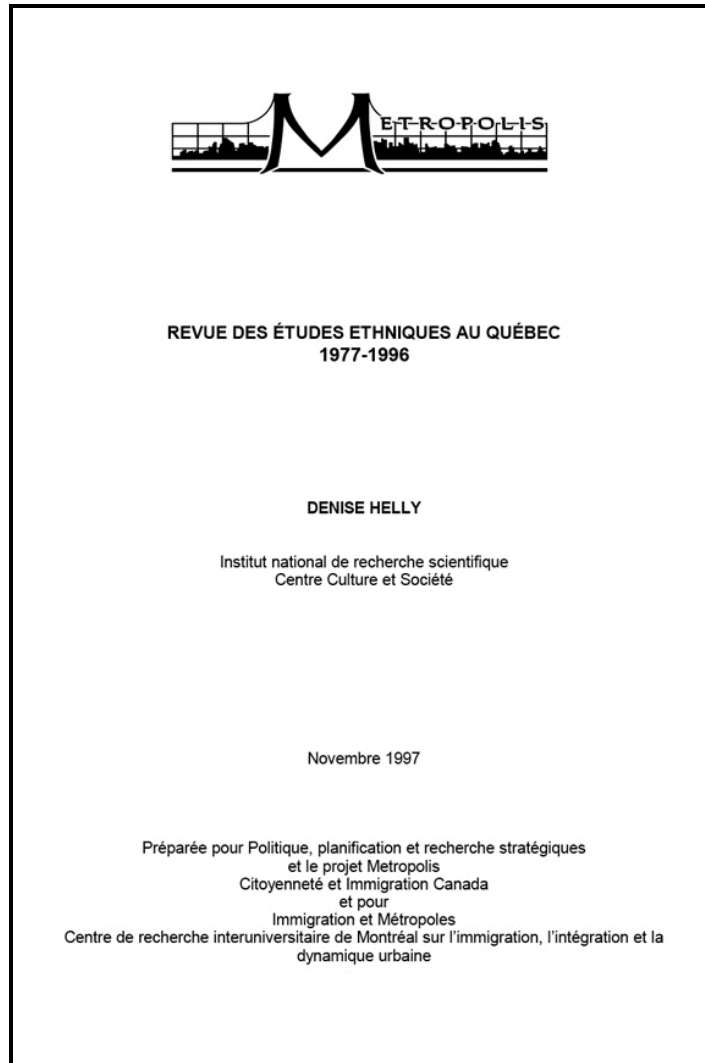 METROPOLIS
REVUE DES ÉTUDES ETHNIQUES AU QUÉBEC
1977-1996
DENISE HELLY
Institut national de recherche scientifique
Centre Culture et Société
Novembre 1997
Préparée pour Politique, planification et recherche stratégiques
et le projet Metropolis
Citoyenneté et Immigration Canada
et pour
Immigration et Métropoles
Centre de recherche interuniversitaire de Montréal sur l'immigration, l'intégration et la
dynamique urbaine